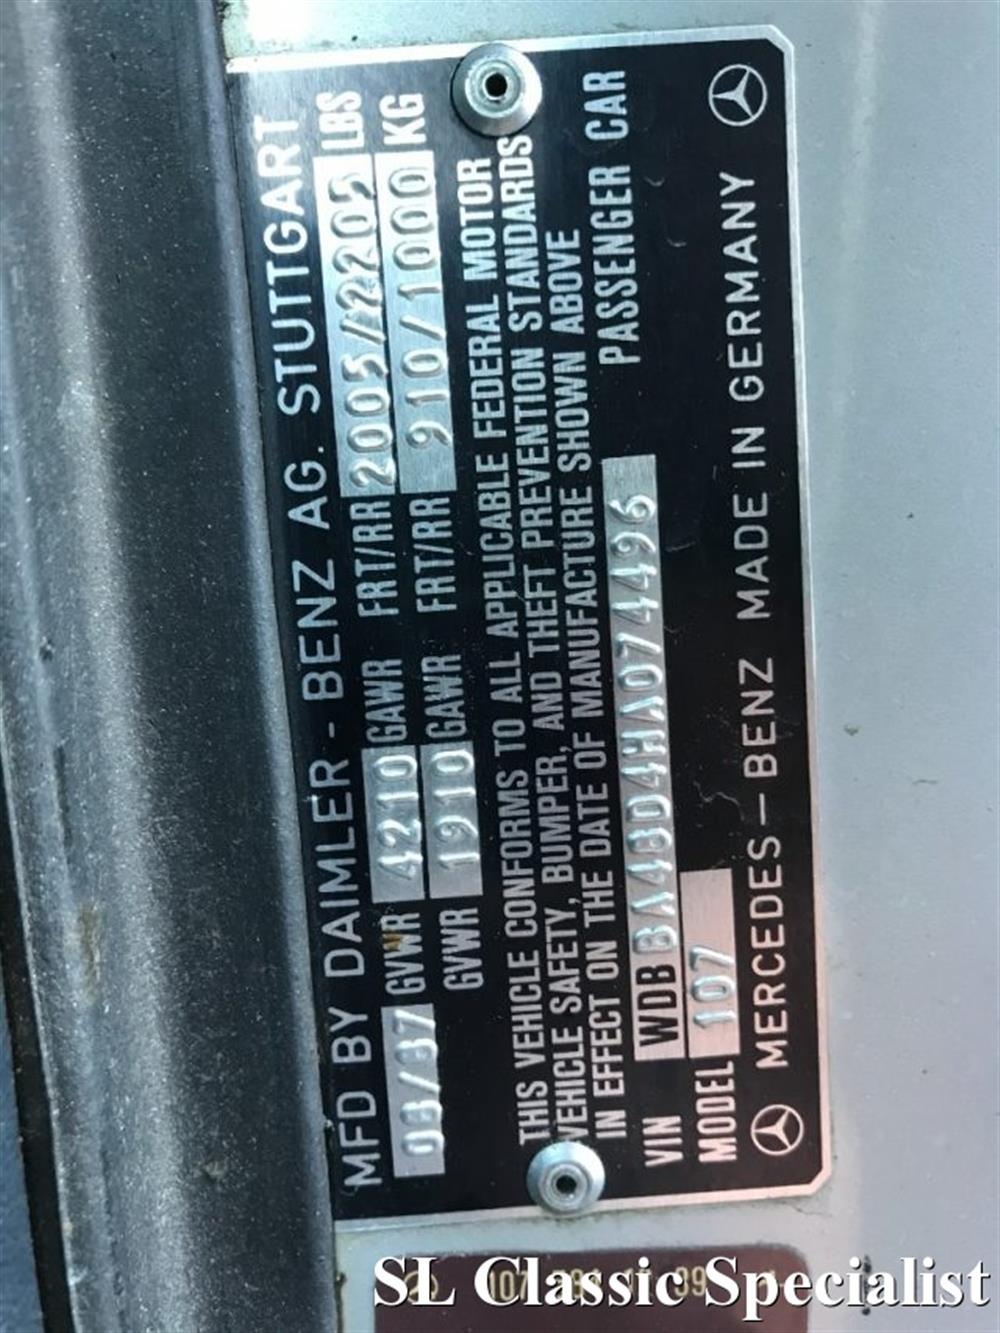 MFD BY DAIMLER - BENZ AG. STUTTGART
08/87 GVWR 4210 GAWR FRT/RR 2005/2205 LBS
GVWR 1910 GAWR FRT/RR 910/1000 KG
THIS VEHICLE CONFORMS TO ALL APPLICABLE FEDERAL MOTOR
VEHICLE SAFETY, BUMPER, AND THEFT PREVENTION STANDARDS
IN EFFECT ON THE DATE OF MANUFACTURE SHOWN ABOVE
VIN WDB BA48D4HA074496 PASSENGER CAR
MODEL 107
MERCEDES-BENZ MADE IN GERMANY
107
SL Classic Specialist